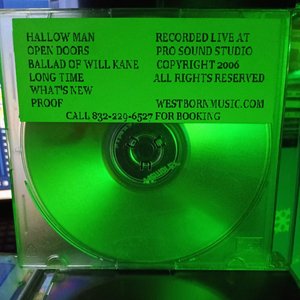 HALLOW MAN
OPEN DOORS
BALLAD OF WILL KANE
LONG TIME
WHAT'S NEW
PROOF
RECORDED LIVE AT
PRO SOUND STUDIO
COPYRIGHT 2006
ALL RIGHTS RESERVED
WESTBORNMUSIC.COM
CALL 832-229-6527 FOR BOOKING